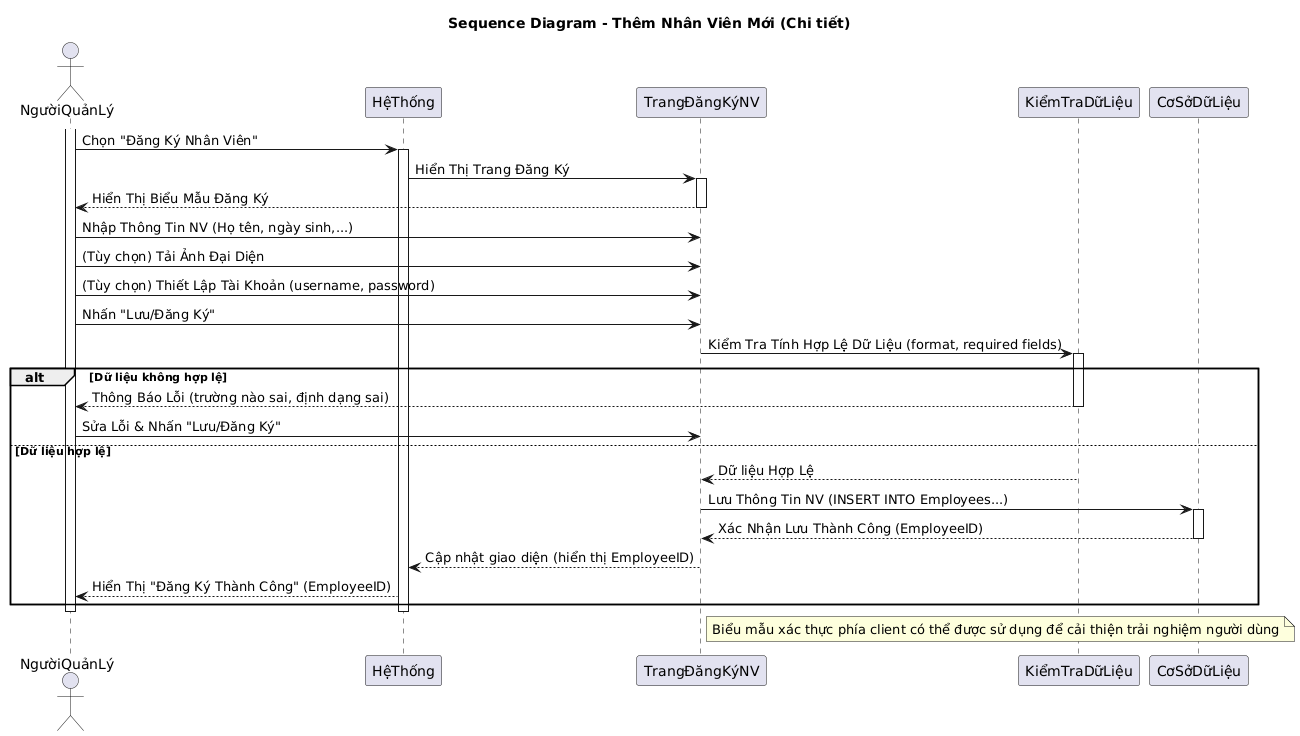 Sequence Diagram - Thêm Nhân Viên Mới (Chi tiết)
NgườiQuảnLý
HệThống
TrangĐăngKýNV
KiểmTraDữLiệu
CơSởDữLiệu
Chọn "Đăng Ký Nhân Viên"
Hiển Thị Trang Đăng Ký
Hiển Thị Biểu Mẫu Đăng Ký
Nhập Thông Tin NV (Họ tên, ngày sinh,...)
(Tùy chọn) Tải Ảnh Đại Diện
(Tùy chọn) Thiết Lập Tài Khoản (username, password)
Nhấn "Lưu/Đăng Ký"
Kiểm Tra Tính Hợp Lệ Dữ Liệu (format, required fields)
alt
[Dữ liệu không hợp lệ]
Thông Báo Lỗi (trường nào sai, định dạng sai)
Sửa Lỗi & Nhấn "Lưu/Đăng Ký"
[Dữ liệu hợp lệ]
Dữ liệu Hợp Lệ
Lưu Thông Tin NV (INSERT INTO Employees...)
Xác Nhận Lưu Thành Công (EmployeeID)
Cập nhật giao diện (hiển thị EmployeeID)
Hiển Thị "Đăng Ký Thành Công" (EmployeeID)
Biểu mẫu xác thực phía client có thể được sử dụng để cải thiện trải nghiệm người dùng
NgườiQuảnLý
HệThống
TrangĐăngKýNV
KiểmTraDữLiệu
CơSởDữLiệu